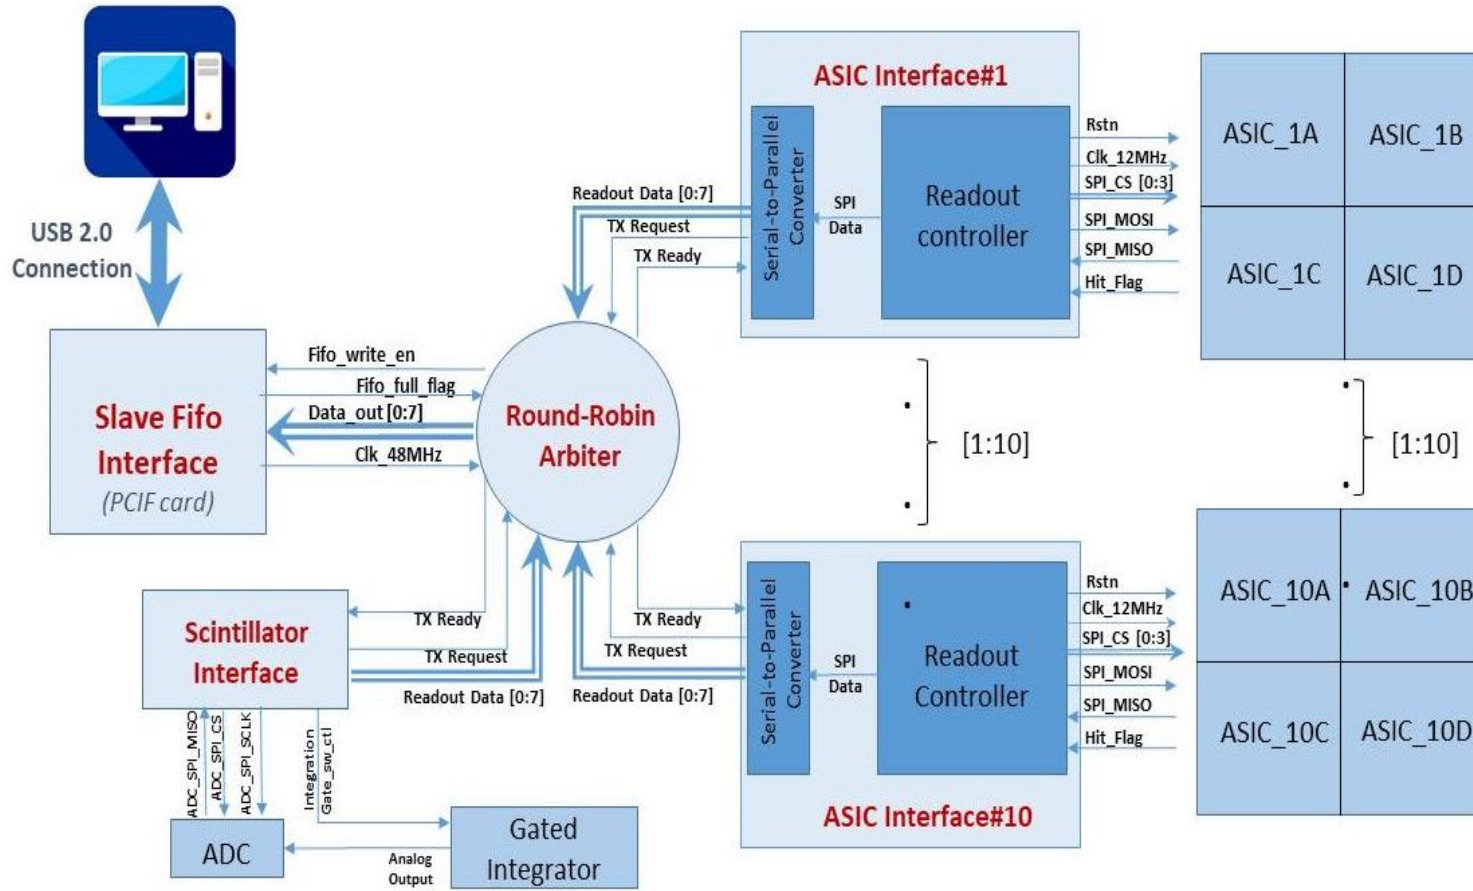 USB 2.0
Connection
Slave Fifo
Interface
(PCIF card)
Fifo_write_en
Fifo_full_flag
Data_out [0:7]
Clk_48MHz
Round-Robin
Arbiter
Readout Data [0:7]
TX Request
TX Ready
ASIC Interface#1
Serial-to-Parallel
Converter
SPI
Data
Readout
controller
Rstn
Clk_12MHz
SPI_CS [0:3]
SPI_MOSI
SPI_MISO
Hit_Flag
ASIC_1A
ASIC_1B
ASIC_1C
ASIC_1D
[1:10]
[1:10]
Scintillator
Interface
TX Ready
TX Request
Readout Data [0:7]
ADC_SPI_MISO
ADC_SPI_CS
ADC_SPI_SCLK
Integration
Gate_sw_ctl
ADC
Analog
Output
Gated
Integrator
TX Ready
TX Request
Readout Data [0:7]
Serial-to-Parallel
Converter
SPI
Data
Readout
Controller
ASIC Interface#10
Rstn
Clk_12MHz
SPI_CS [0:3]
SPI_MOSI
SPI_MISO
Hit_Flag
ASIC_10A
ASIC_10B
ASIC_10C
ASIC_10D